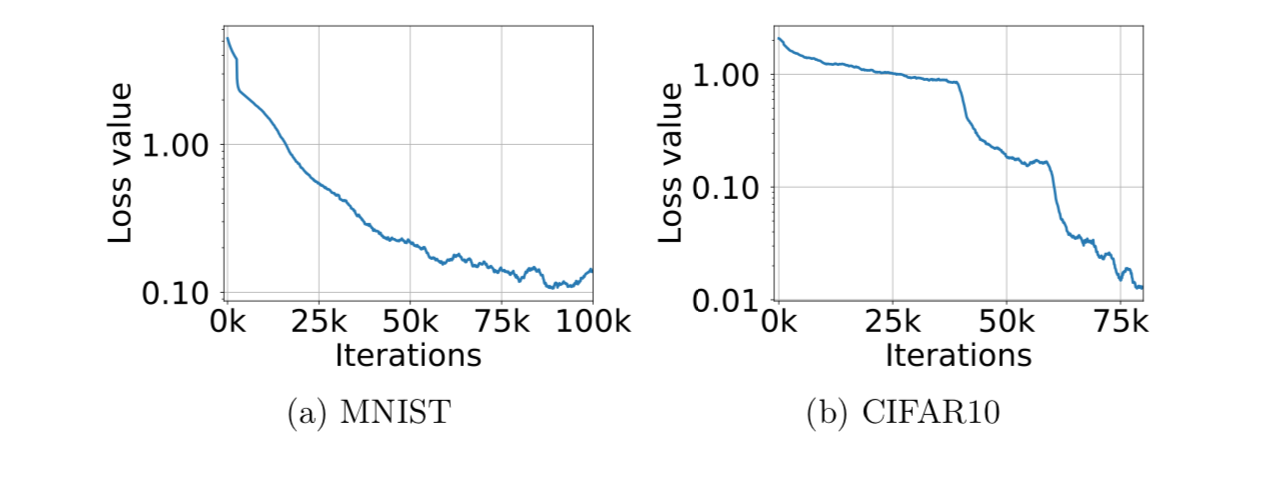 Loss value
1.00
0.10
0k 25k 50k 75k 100k
Iterations
(a) MNIST
Loss value
1.00
0.10
0.01
0k 25k 50k 75k
Iterations
(b) CIFAR10